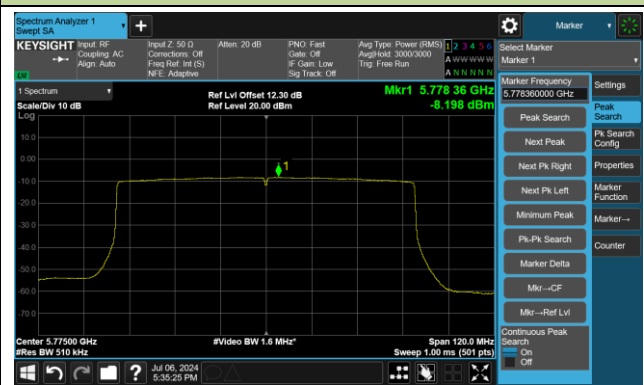 Spectrum Analyzer 1
Swept SA
Marker
KEYSIGHT
Input: RF
Coupling: AC
Align: Auto
Input Z: 50 Ω
Corrections: Off
Freq Ref: Int (S)
NFE: Adaptive
Atten: 20 dB
PNO: Fast
Gate: Off
IF Gain: Low
Sig Track: Off
Avg Type: Power (RMS)
Avg|Hold: 3000/3000
Trig: Free Run
1 2 3 4 5 6
A W W W W W
A N N N N N
LXI
Select Marker
Marker 1
1 Spectrum
Scale/Div 10 dB
Log
Ref Lvl Offset 12.30 dB
Ref Level 20.00 dBm
Mkr1 5.778 36 GHz
-8.198 dBm
10.0
0.00
-10.0
-20.0
-30.0
-40.0
-50.0
-60.0
-70.0
1
Center 5.77500 GHz
#Res BW 510 kHz
#Video BW 1.6 MHz*
Span 120.0 MHz
Sweep 1.00 ms (501 pts)
Marker Frequency
5.778360000 GHz
Peak Search
Next Peak
Next Pk Right
Next Pk Left
Minimum Peak
Pk-Pk Search
Marker Delta
Mkr→CF
Mkr→Ref Lvl
Continuous Peak
Search
On
Off
Settings
Peak
Search
Pk Search
Config
Properties
Marker
Function
Marker→
Counter
?
Jul 06, 2024
5:35:25 PM